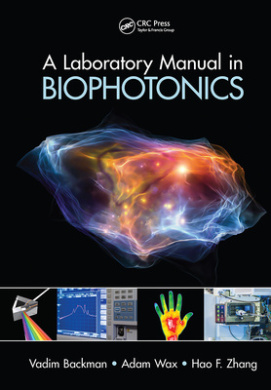 CRC Press
Taylor & Francis Group
A Laboratory Manual in
BIOPHOTONICS
Vadim Backman • Adam Wax • Hao F. Zhang